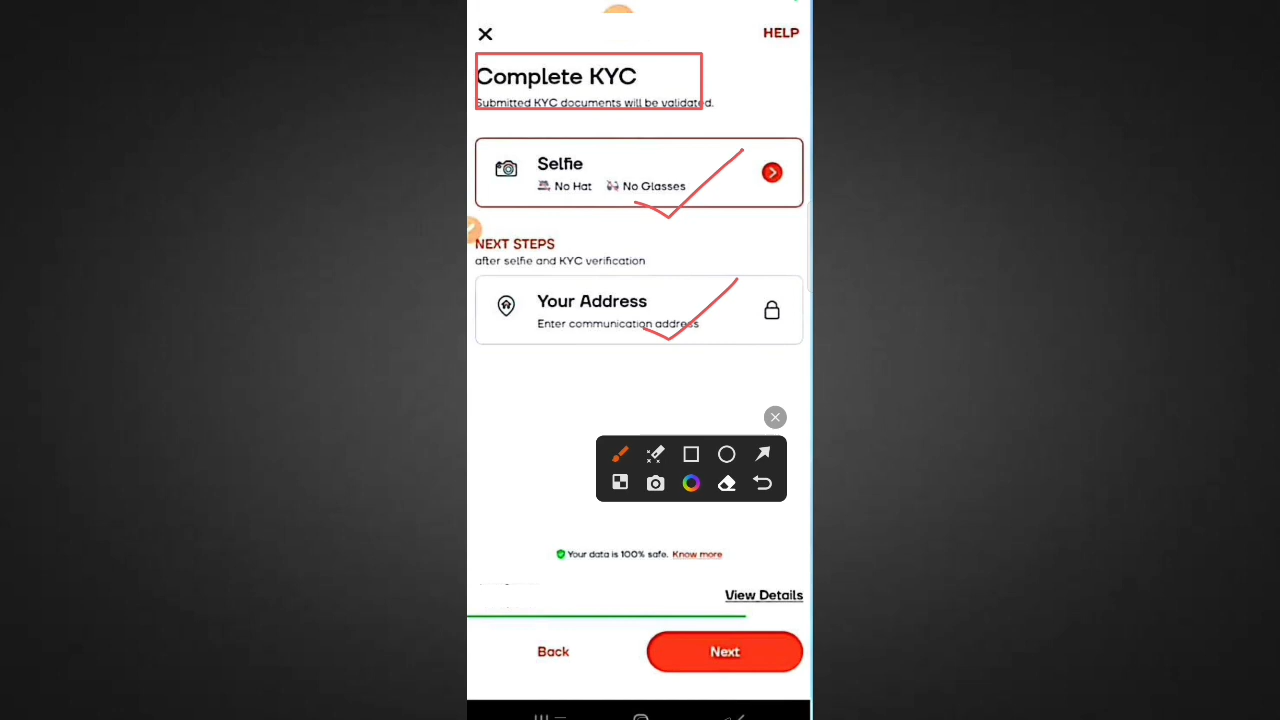 HELP
Complete KYC
Submitted KYC documents will be validated.
Selfie
No Hat No Glasses
NEXT STEPS
after selfie and KYC verification
Your Address
Enter communication address
Your data is 100% safe. Know more
View Details
Back Next